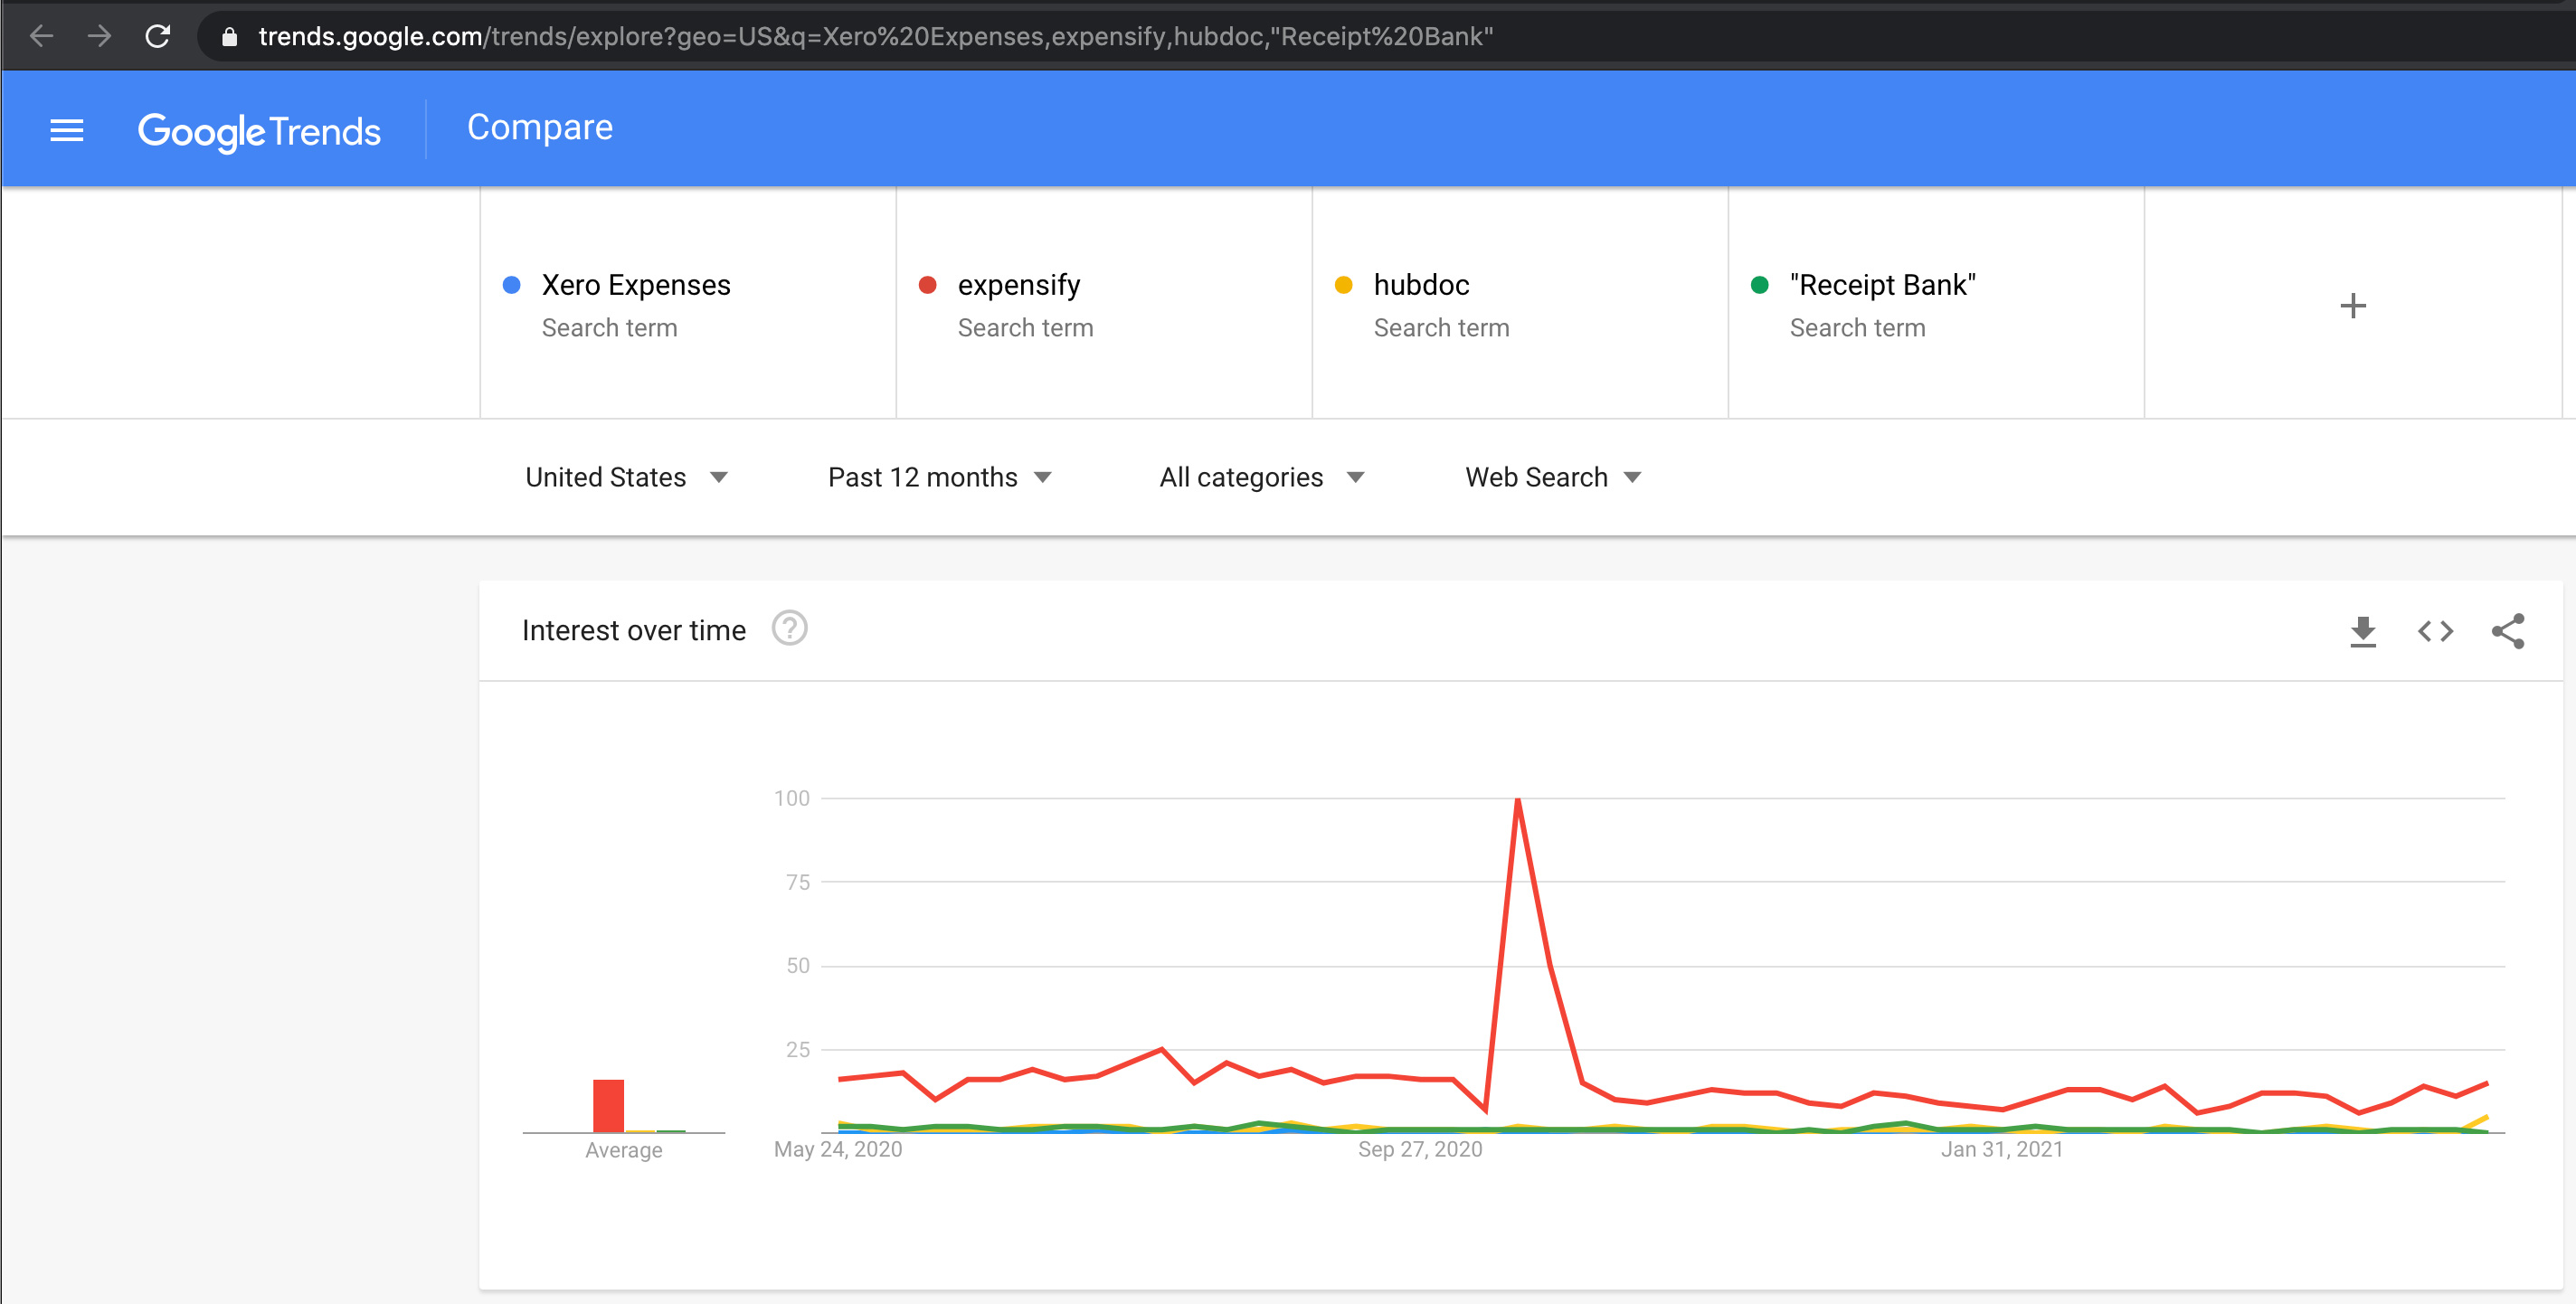 trends.google.com/trends/explore?geo=US&q=Xero%20Expenses,expensify,hubdoc,"Receipt%20Bank"
Google Trends
Compare
Xero Expenses
Search term
expensify
Search term
hubdoc
Search term
"Receipt Bank"
Search term
+
United States
Past 12 months
All categories
Web Search
Interest over time
?
100
75
50
25
Average
May 24, 2020
Sep 27, 2020
Jan 31, 2021